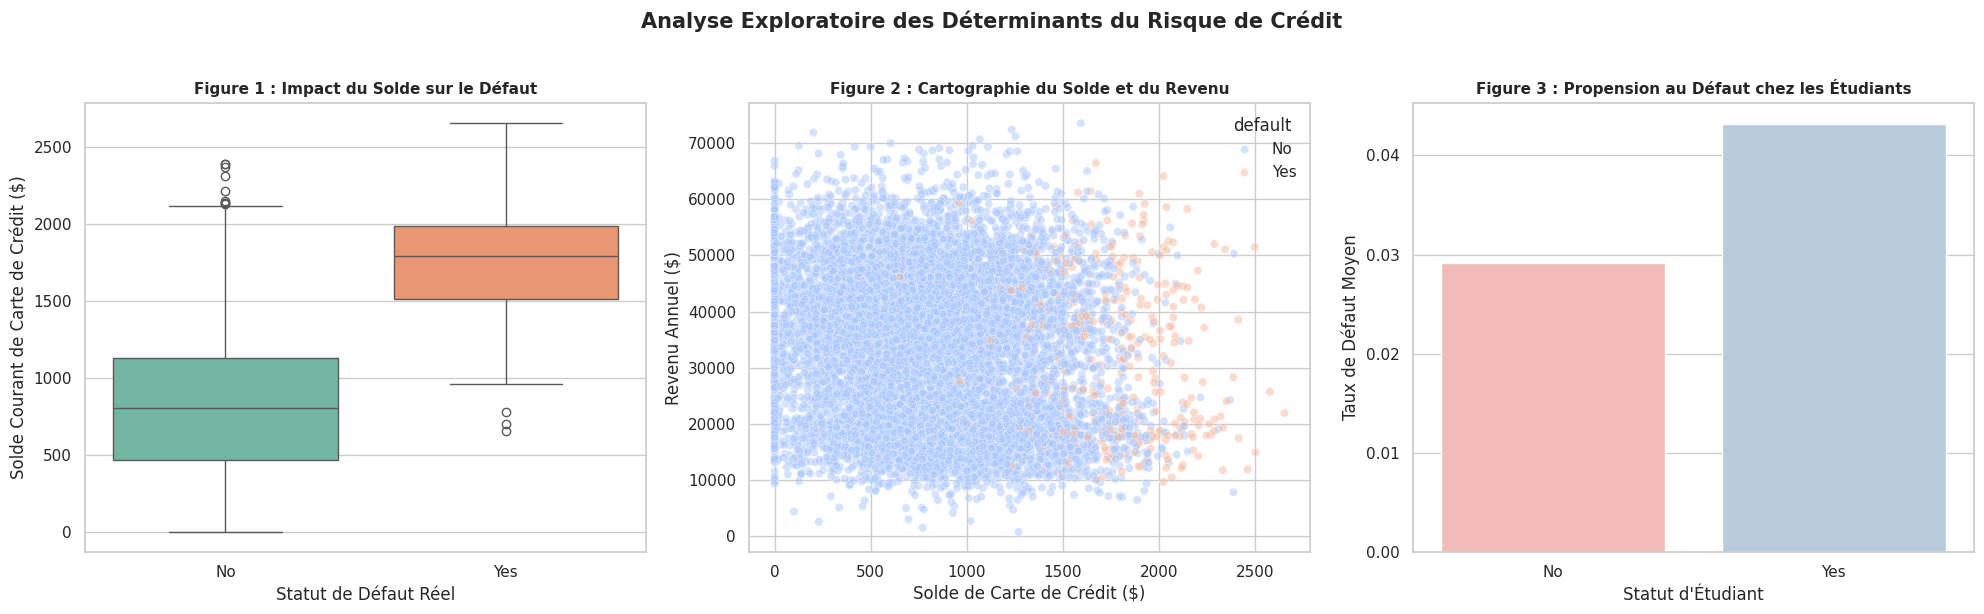 Analyse Exploratoire des Déterminants du Risque de Crédit
Figure 1 : Impact du Solde sur le Défaut
Solde Courant de Carte de Crédit ($)
2500
2000
1500
1000
500
0
No
Yes
Statut de Défaut Réel
Figure 2 : Cartographie du Solde et du Revenu
Revenu Annuel ($)
70000
60000
50000
40000
30000
20000
10000
0
default
No
Yes
0
500
1000
1500
2000
2500
Solde de Carte de Crédit ($)
Figure 3 : Propension au Défaut chez les Étudiants
Taux de Défaut Moyen
0.04
0.03
0.02
0.01
0.00
No
Yes
Statut d'Étudiant